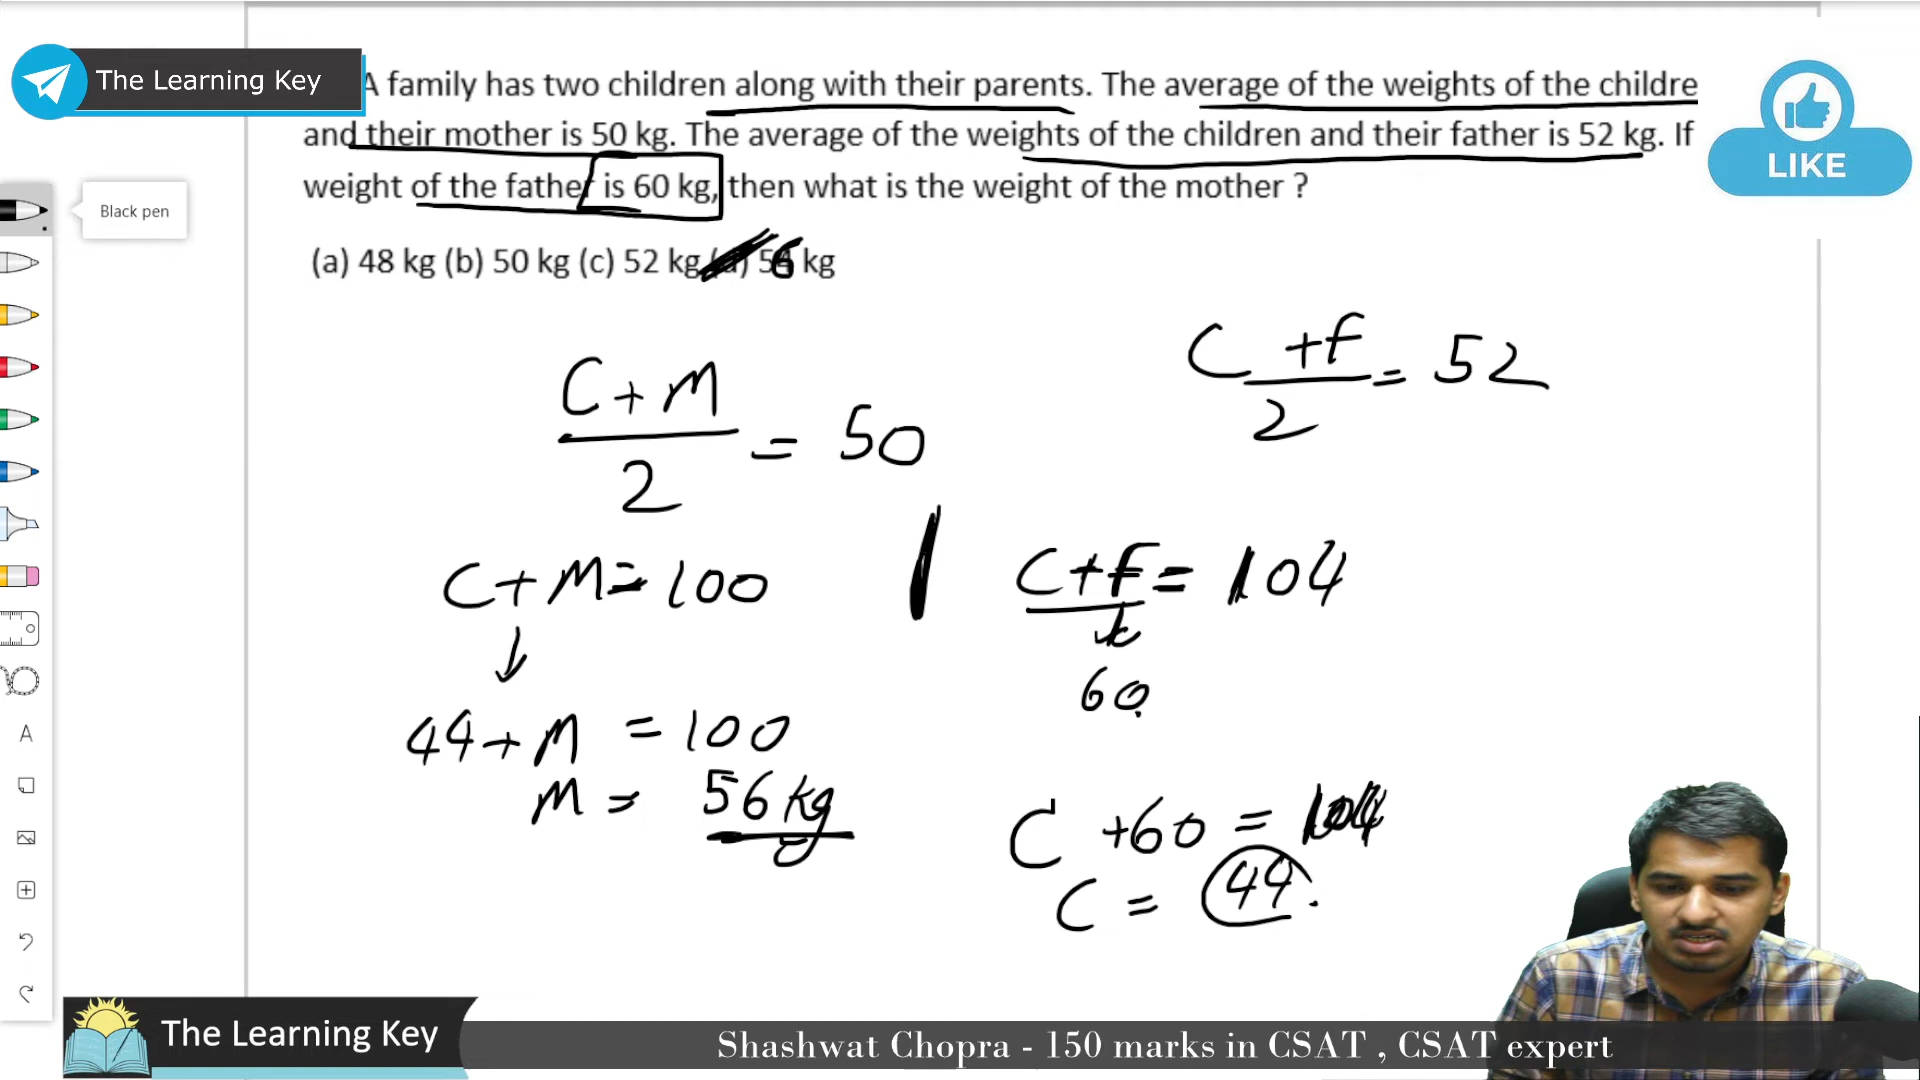 The Learning Key
A family has two children along with their parents. The average of the weights of the childre
and their mother is 50 kg. The average of the weights of the children and their father is 52 kg. If
weight of the father is 60 kg, then what is the weight of the mother ?
LIKE
Black pen
(a) 48 kg (b) 50 kg (c) 52 kg (d) 56 kg
C + M
2
= 50
C + F
2
= 52
C + M = 100
C + F = 104
60
44 + M = 100
M = 56 kg
C + 60 = 104
C = 44
A
The Learning Key
Shashwat Chopra - 150 marks in CSAT , CSAT expert